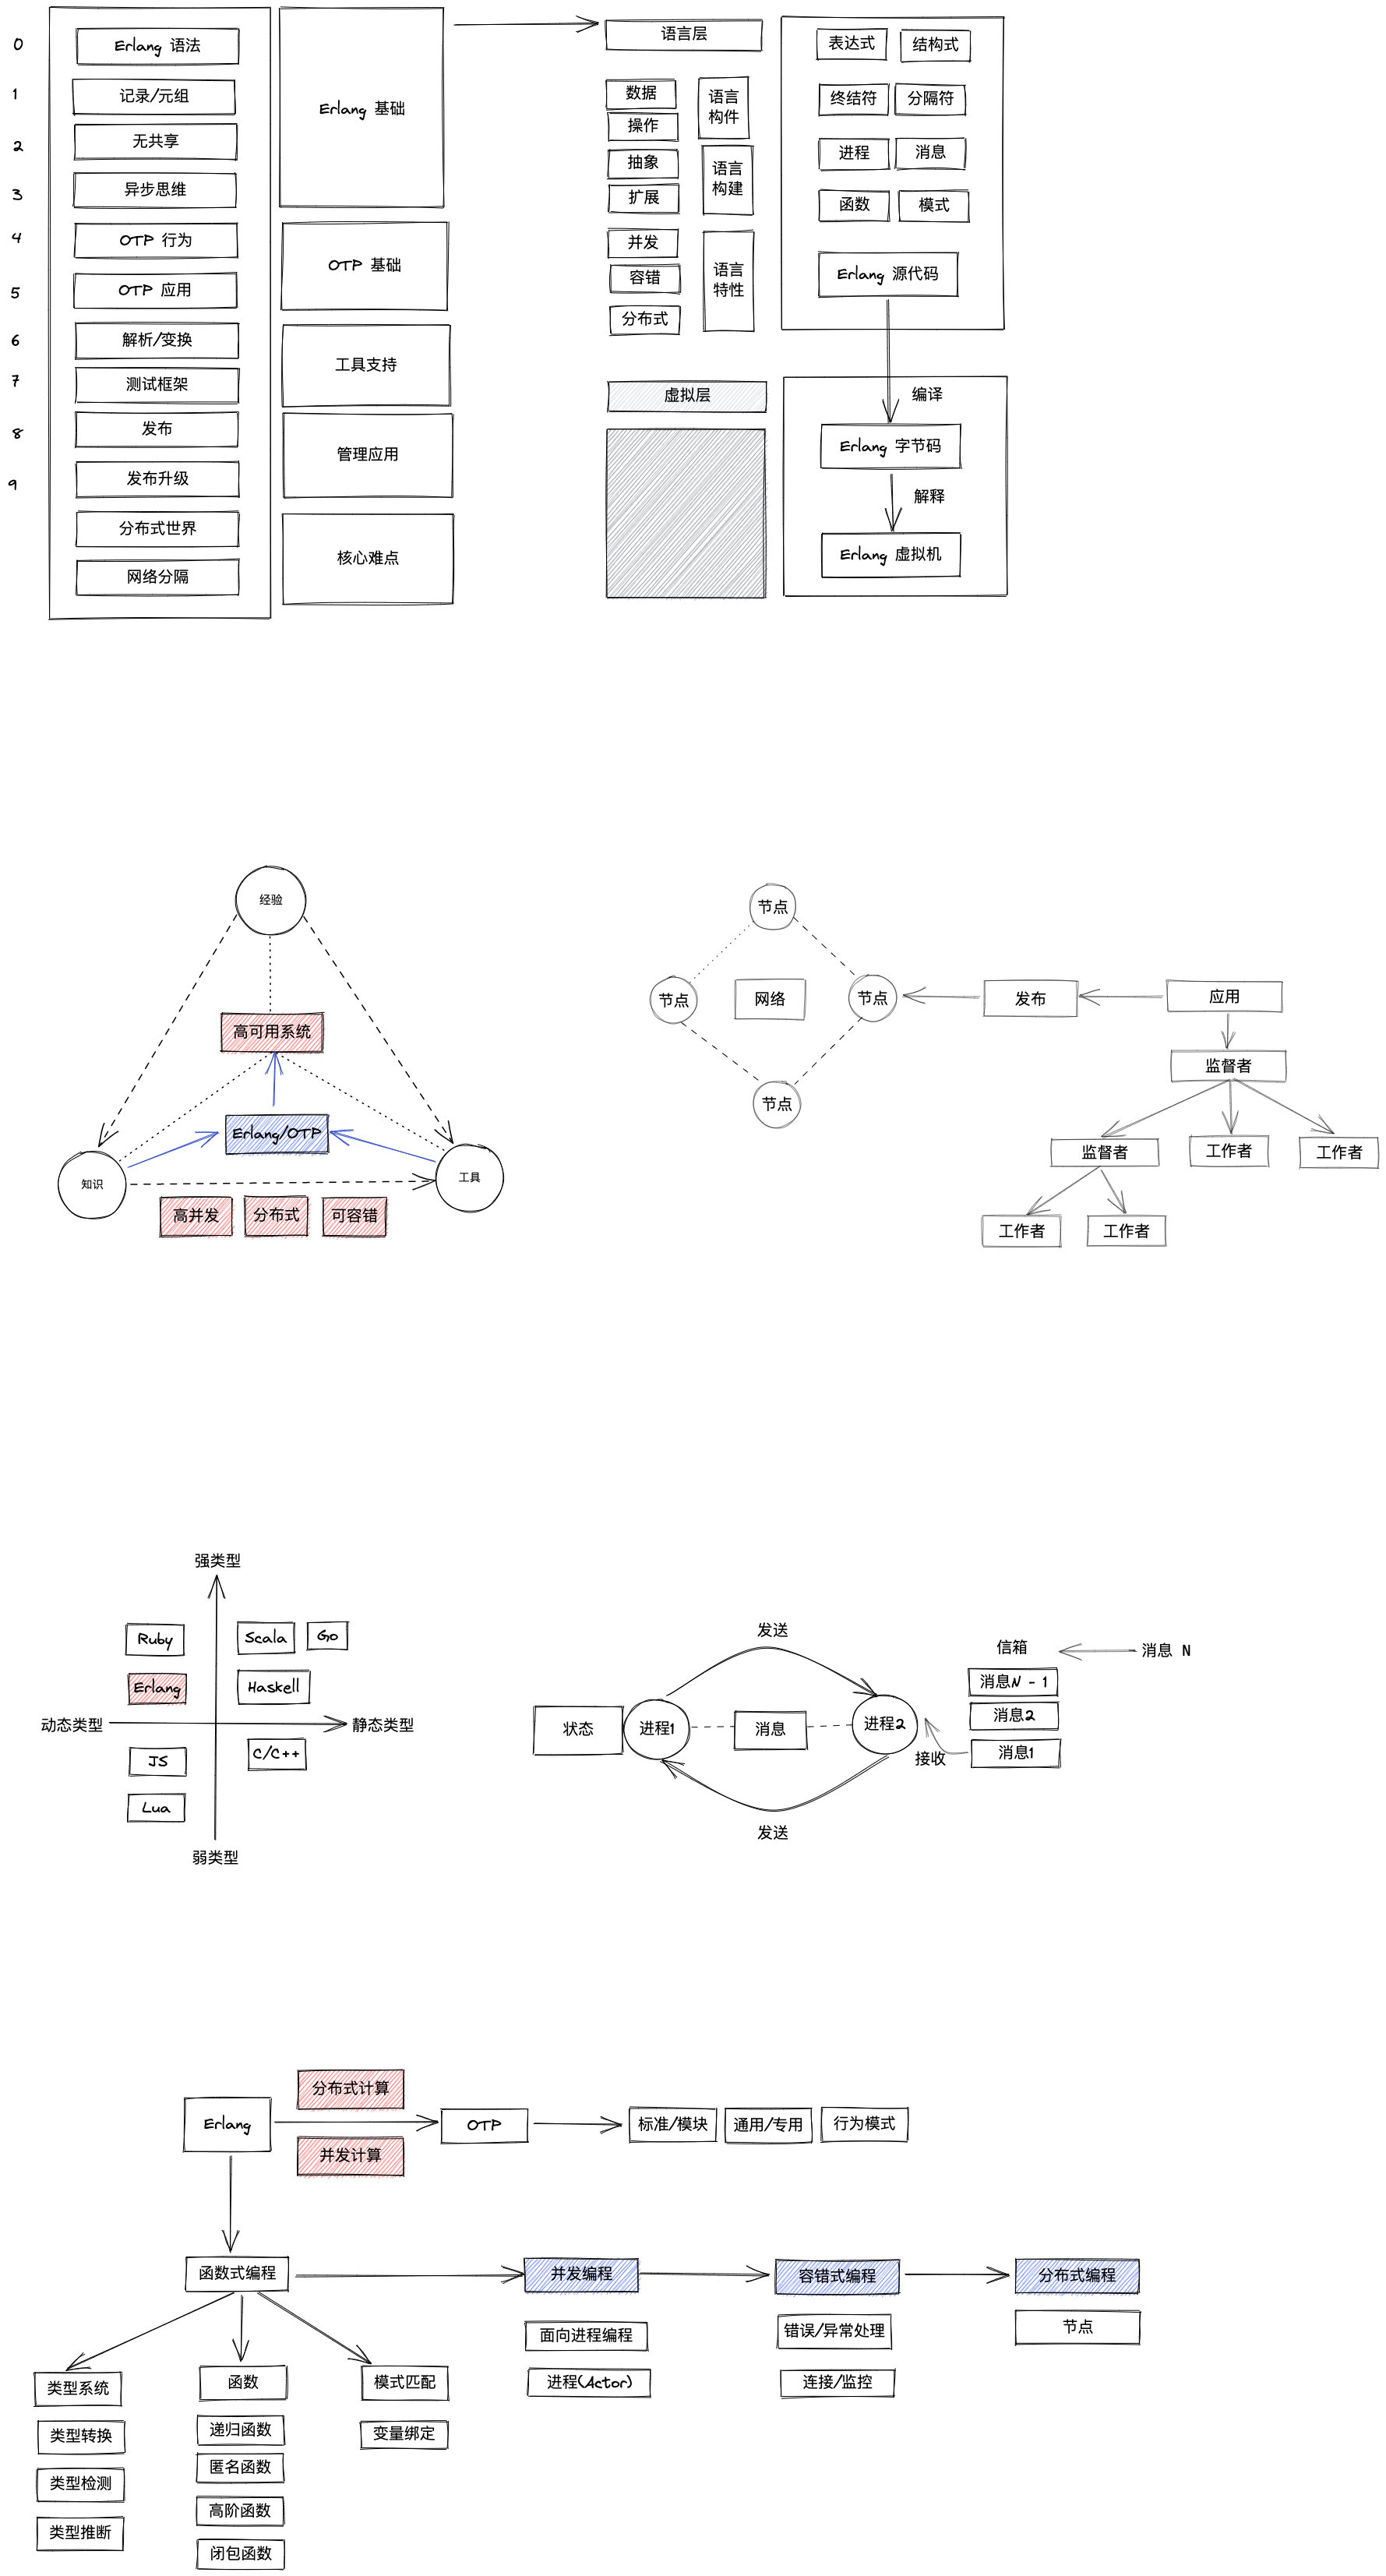 0
1
2
3
4
5
6
7
8
9
Erlang 语法
记录/元组
无共享
异步思维
OTP 行为
OTP 应用
解析/变换
测试框架
发布
发布升级
分布式世界
网络分隔
Erlang 基础
OTP 基础
工具支持
管理应用
核心难点
语言层
数据
操作
抽象
扩展
并发
容错
分布式
语言
构件
语言
构建
语言
特性
虚拟层
表达式
结构式
终结符
分隔符
进程
消息
函数
模式
Erlang 源代码
编译
Erlang 字节码
解释
Erlang 虚拟机
经验
高可用系统
Erlang/OTP
知识
工具
高并发
分布式
可容错
节点
节点
网络
节点
节点
发布
应用
监督者
监督者
工作者
工作者
工作者
工作者
强类型
Ruby
Scala
Go
Erlang
Haskell
动态类型
静态类型
JS
C/C++
Lua
弱类型
发送
状态
进程1
消息
进程2
发送
信箱
消息 N
消息N - 1
消息2
消息1
接收
分布式计算
Erlang
OTP
标准/模块
通用/专用
行为模式
并发计算
函数式编程
并发编程
容错式编程
分布式编程
面向进程编程
错误/异常处理
节点
进程(Actor)
连接/监控
类型系统
函数
模式匹配
类型转换
递归函数
变量绑定
类型检测
匿名函数
类型推断
高阶函数
闭包函数